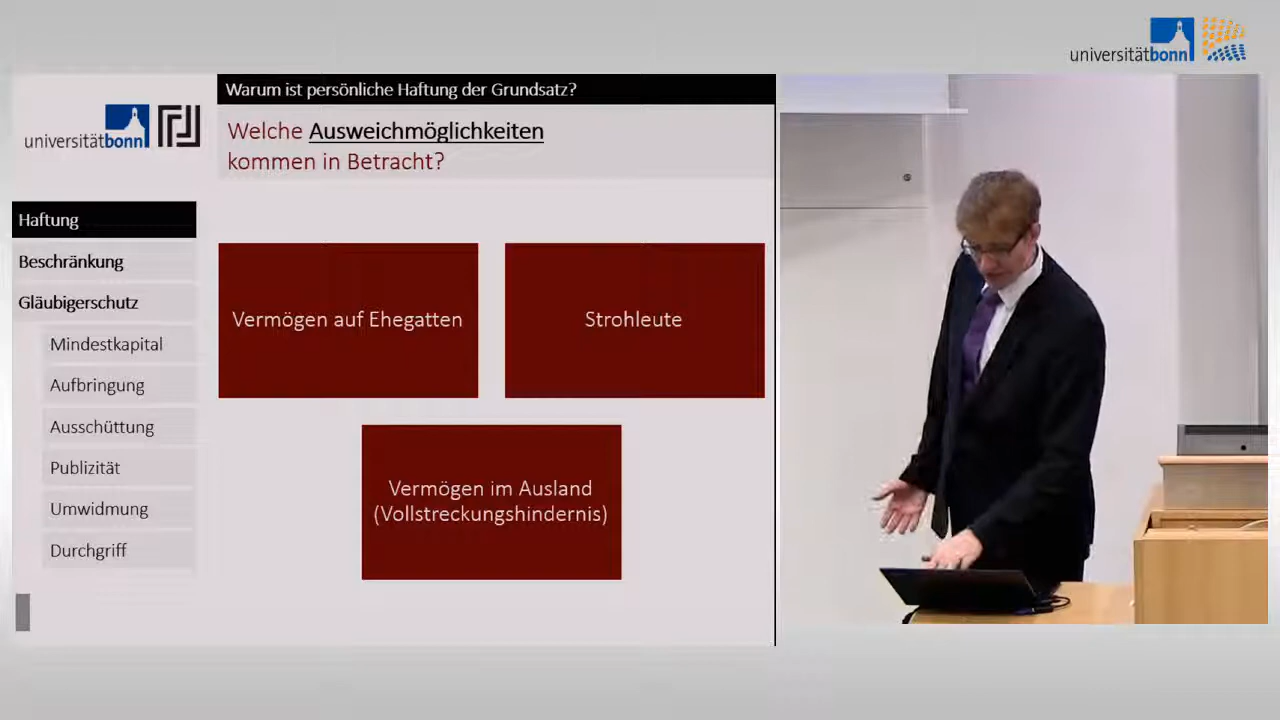 universitätbonn
Warum ist persönliche Haftung der Grundsatz?
Welche Ausweichmöglichkeiten
kommen in Betracht?
universitätbonn
Haftung
Beschränkung
Gläubigerschutz
Mindestkapital
Aufbringung
Ausschüttung
Publizität
Umwidmung
Durchgriff
Vermögen auf Ehegatten
Strohleute
Vermögen im Ausland
(Vollstreckungshindernis)